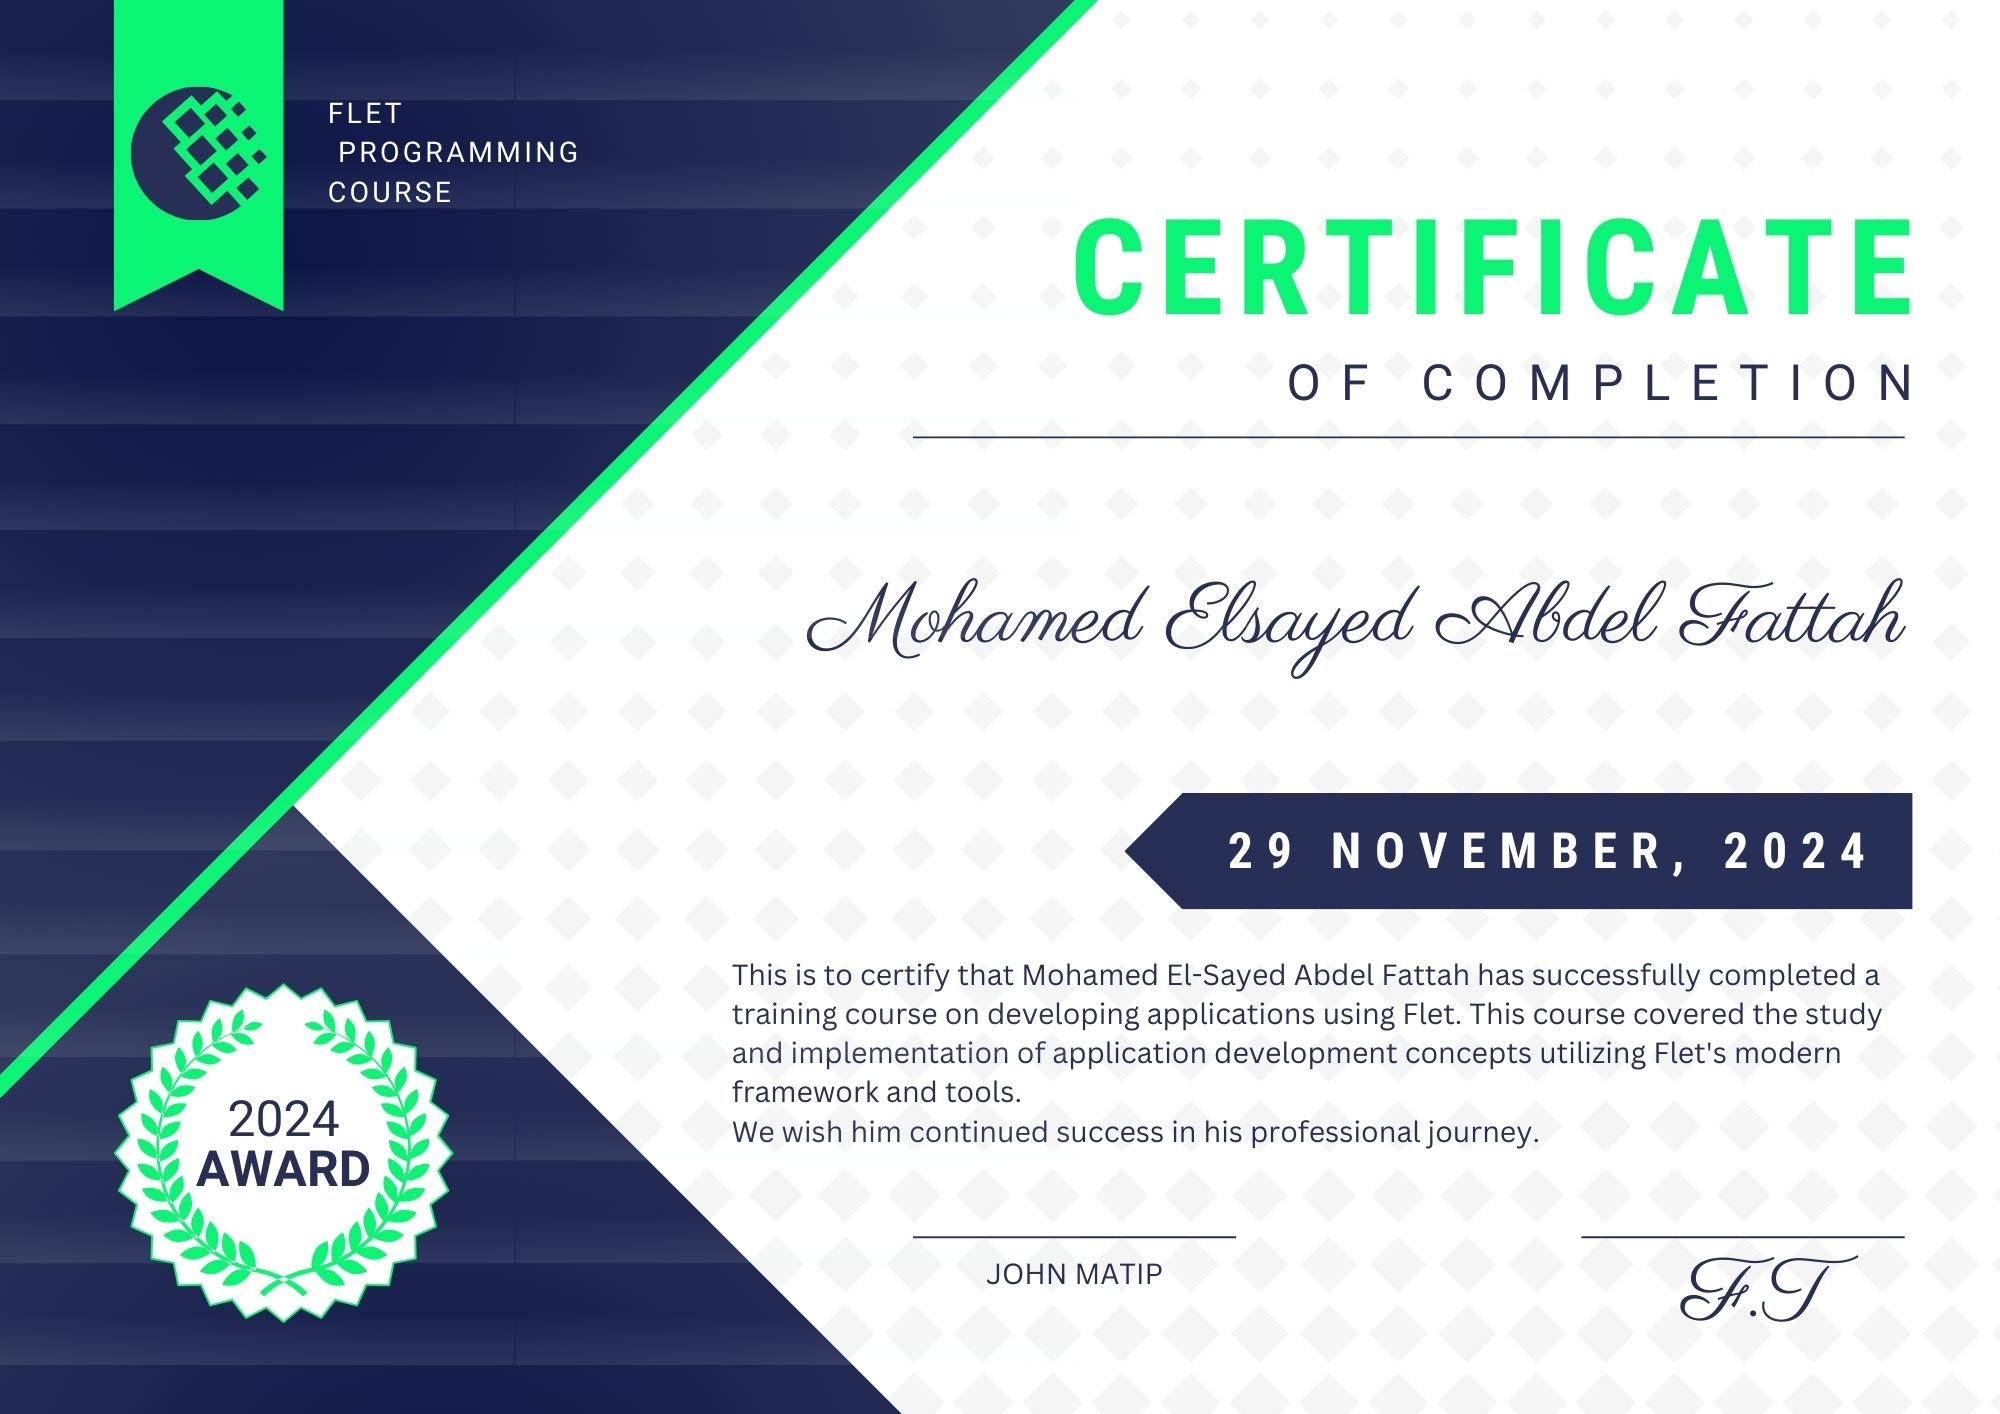 FLET
PROGRAMMING
COURSE
CERTIFICATE
OF COMPLETION
Mohamed Elsayed Abdel Fattah
29 NOVEMBER, 2024
This is to certify that Mohamed El-Sayed Abdel Fattah has successfully completed a
training course on developing applications using Flet. This course covered the study
and implementation of application development concepts utilizing Flet's modern
framework and tools.
We wish him continued success in his professional journey.
2024
AWARD
JOHN MATIP
F.T